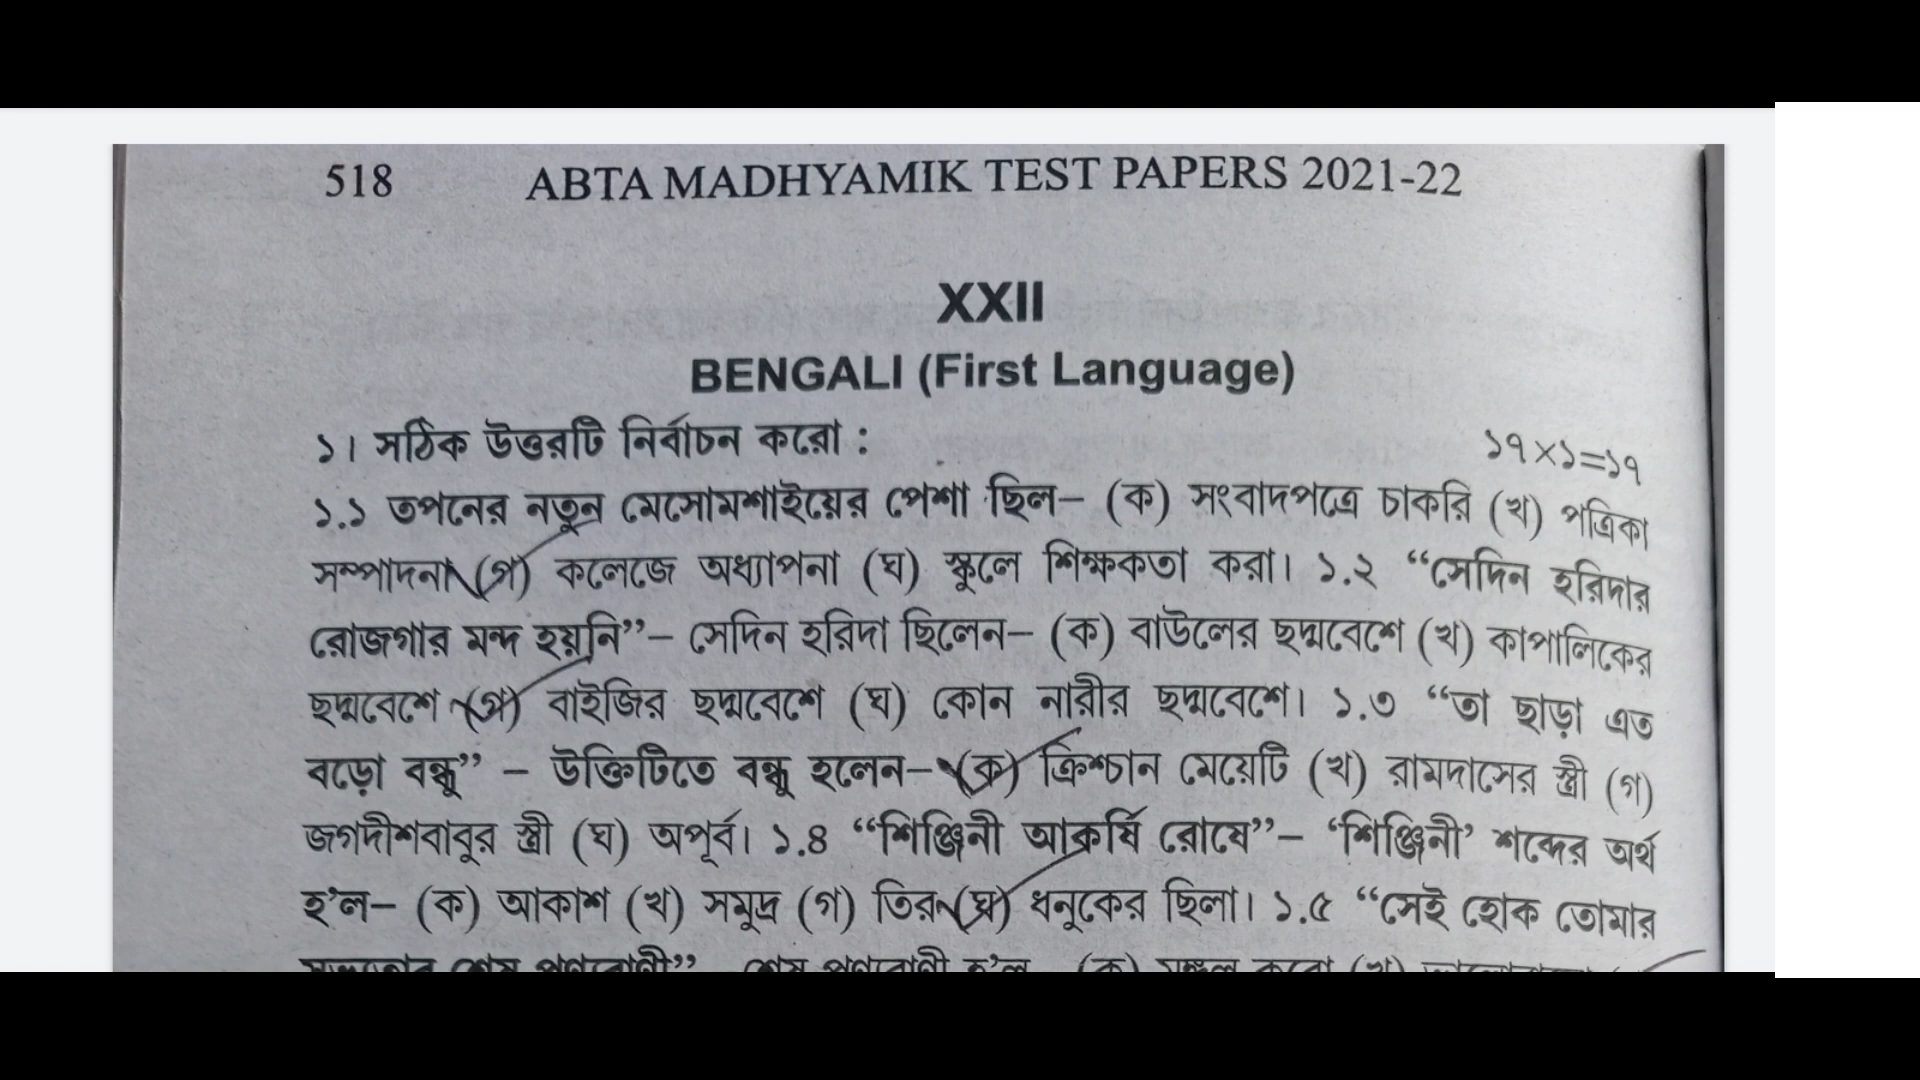 518 ABTA MADHYAMIK TEST PAPERS 2021-22
XXII
BENGALI (First Language)
১। সঠিক উত্তরটি নির্বাচন করো : ১৭×১=১৭
১.১ তপনের নতুন মেসোমশাইয়ের পেশা ছিল– (ক) সংবাদপত্রে চাকরি (খ) পত্রিকা
সম্পাদনা (গ) কলেজে অধ্যাপনা (ঘ) স্কুলে শিক্ষকতা করা। ১.২ “সেদিন হরিদার
রোজগার মন্দ হয়নি”– সেদিন হরিদা ছিলেন– (ক) বাউলের ছদ্মবেশে (খ) কাপালিকের
ছদ্মবেশে (গ) বাইজির ছদ্মবেশে (ঘ) কোন নারীর ছদ্মবেশে। ১.৩ “তা ছাড়া এত
বড়ো বন্ধু” – উক্তিটিতে বন্ধু হলেন– (ক) ক্রিশ্চান মেয়েটি (খ) রামদাসের স্ত্রী (গ)
জগদীশবাবুর স্ত্রী (ঘ) অপূর্ব। ১.৪ “শিঞ্জিনী আকর্ষি রোষে”– ‘শিঞ্জিনী’ শব্দের অর্থ
হ’ল– (ক) আকাশ (খ) সমুদ্র (গ) তির (ঘ) ধনুকের ছিলা। ১.৫ “সেই হোক তোমার